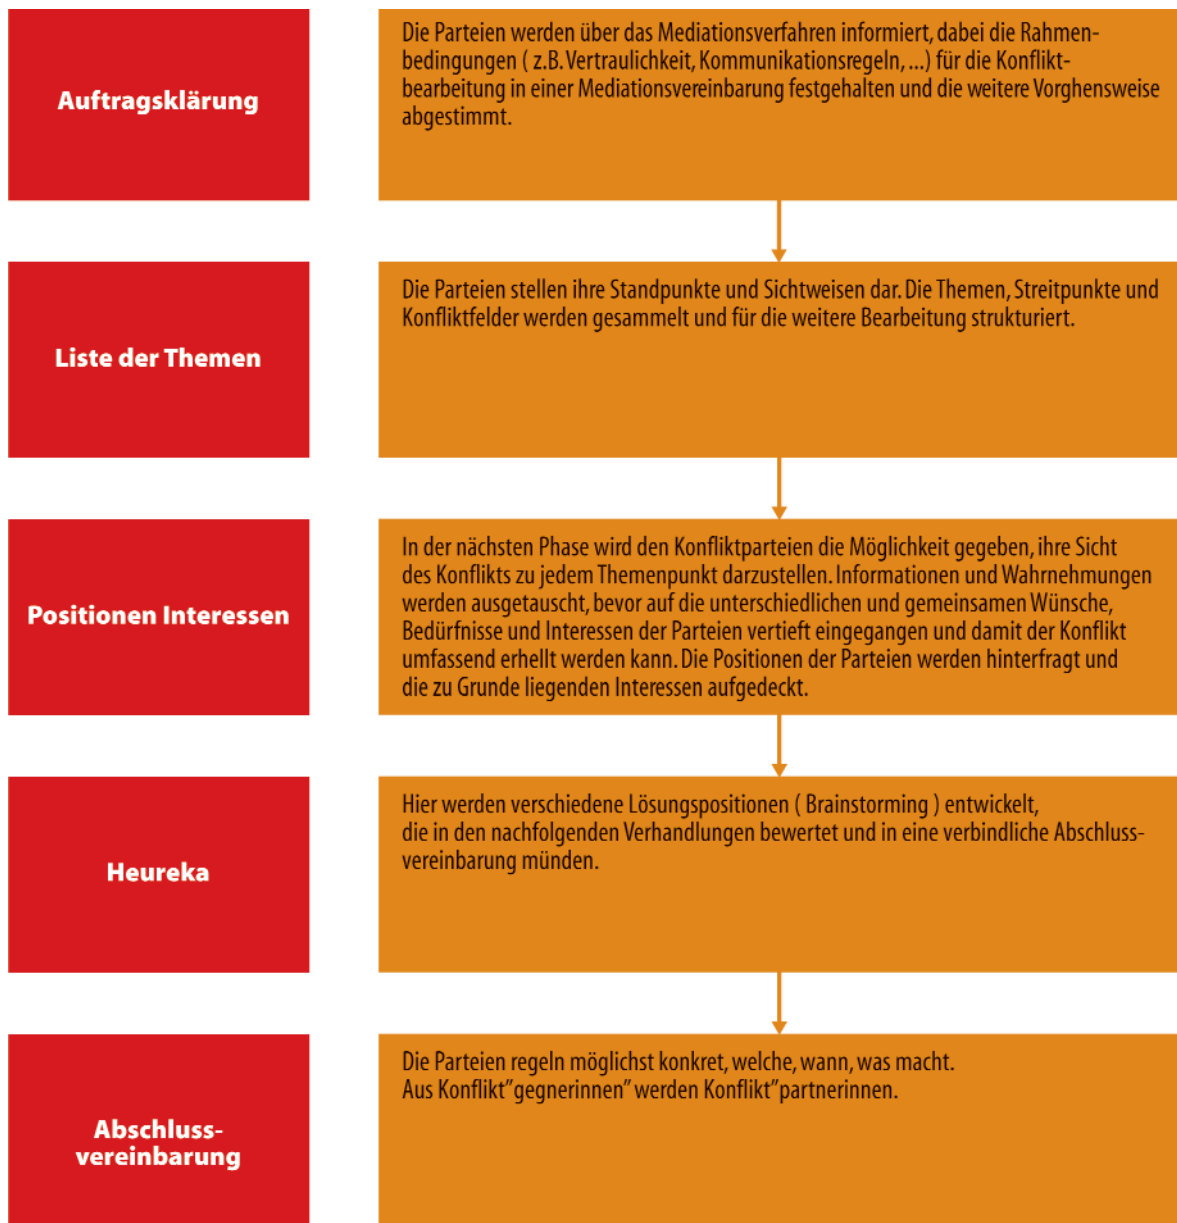 Auftragsklärung
Die Parteien werden über das Mediationsverfahren informiert, dabei die Rahmen-
bedingungen ( z.B. Vertraulichkeit, Kommunikationsregeln, ...) für die Konflikt-
bearbeitung in einer Mediationsvereinbarung festgehalten und die weitere Vorghensweise
abgestimmt.
Liste der Themen
Die Parteien stellen ihre Standpunkte und Sichtweisen dar. Die Themen, Streitpunkte und
Konfliktfelder werden gesammelt und für die weitere Bearbeitung strukturiert.
Positionen Interessen
In der nächsten Phase wird den Konfliktparteien die Möglichkeit gegeben, ihre Sicht
des Konflikts zu jedem Themenpunkt darzustellen. Informationen und Wahrnehmungen
werden ausgetauscht, bevor auf die unterschiedlichen und gemeinsamen Wünsche,
Bedürfnisse und Interessen der Parteien vertieft eingegangen und damit der Konflikt
umfassend erhellt werden kann. Die Positionen der Parteien werden hinterfragt und
die zu Grunde liegenden Interessen aufgedeckt.
Heureka
Hier werden verschiedene Lösungspositionen ( Brainstorming ) entwickelt,
die in den nachfolgenden Verhandlungen bewertet und in eine verbindliche Abschluss-
vereinbarung münden.
Abschluss-
vereinbarung
Die Parteien regeln möglichst konkret, welche, wann, was macht.
Aus Konflikt"gegnerinnen" werden Konflikt"partnerinnen.